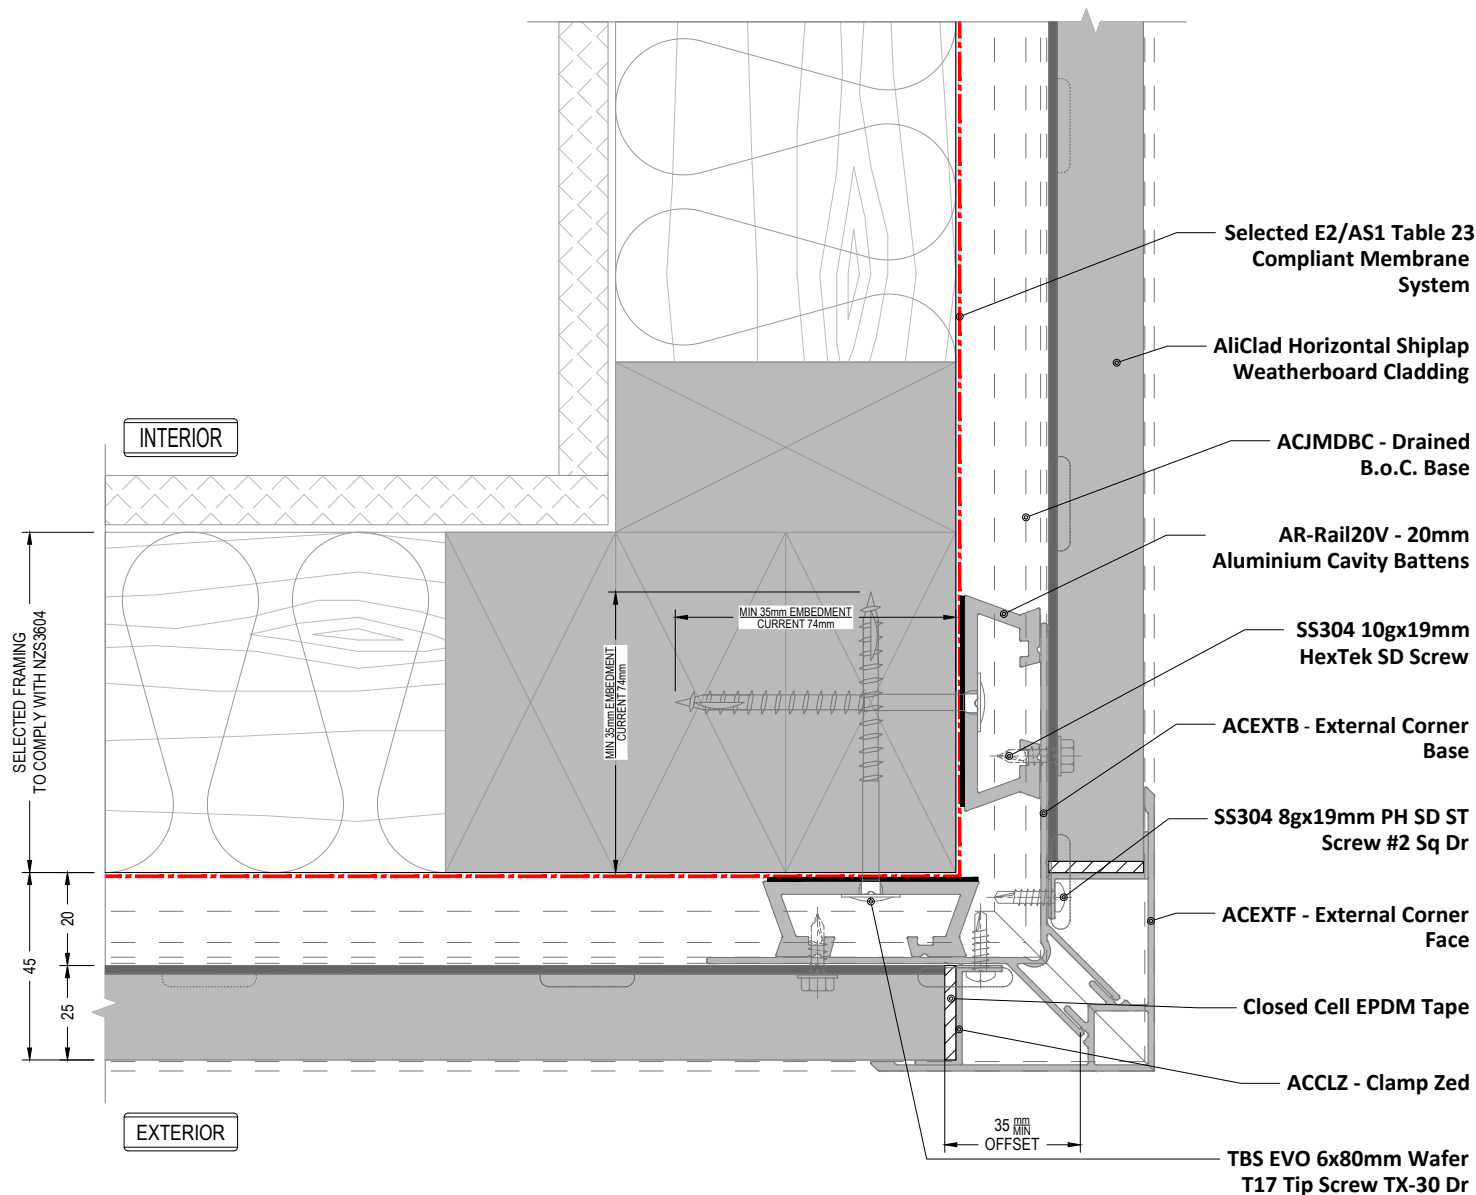 Selected E2/AS1 Table 23
Compliant Membrane
System
AliClad Horizontal Shiplap
Weatherboard Cladding
INTERIOR
ACJMDBC - Drained
B.o.C. Base
AR-Rail20V - 20mm
Aluminium Cavity Battens
MIN 35mm EMBEDMENT
CURRENT 74mm
MIN 35mm EMBEDMENT
CURRENT 74mm
SELECTED FRAMING
TO COMPLY WITH NZS3604
SS304 10gx19mm
HexTek SD Screw
ACEXTB - External Corner
Base
SS304 8gx19mm PH SD ST
Screw #2 Sq Dr
ACEXTF - External Corner
Face
20
45
25
Closed Cell EPDM Tape
ACCLZ - Clamp Zed
EXTERIOR
35 mm
MIN
OFFSET
TBS EVO 6x80mm Wafer
T17 Tip Screw TX-30 Dr